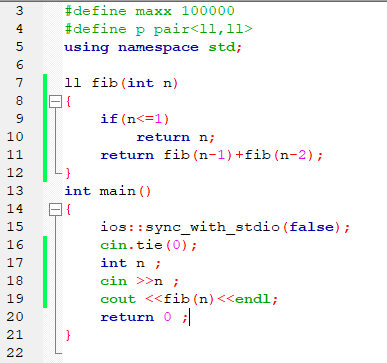 3 #define maxx 100000
4 #define p pair<ll,ll>
5 using namespace std;
6
7 ll fib(int n)
8 {
9 if(n<=1)
10 return n;
11 return fib(n-1)+fib(n-2);
12 }
13 int main()
14 {
15 ios::sync_with_stdio(false);
16 cin.tie(0);
17 int n ;
18 cin >>n ;
19 cout <<fib(n)<<endl;
20 return 0 ;
21 }
22